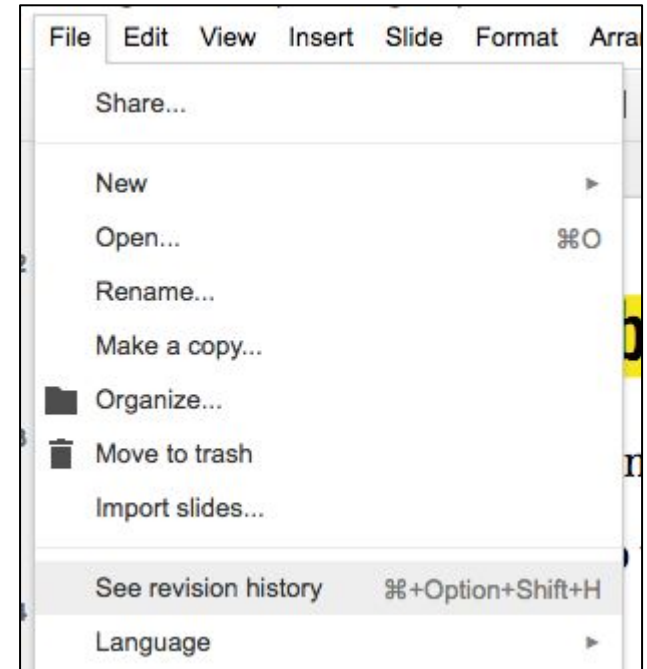 File Edit View Insert Slide Format Arra
Share...
New
Open... ⌘O
Rename...
Make a copy...
Organize...
Move to trash
Import slides...
See revision history ⌘+Option+Shift+H
Language